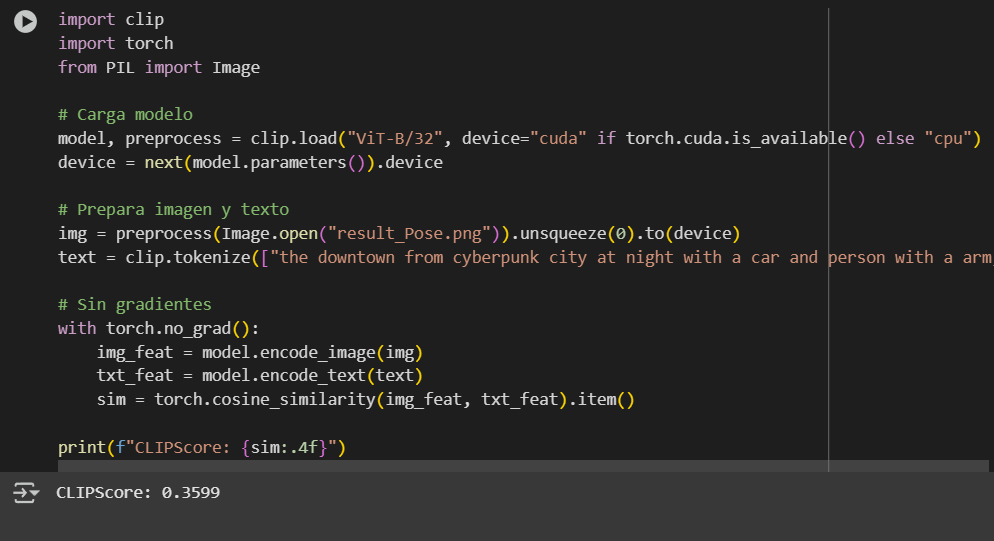 import clip
import torch
from PIL import Image
# Carga modelo
model, preprocess = clip.load("ViT-B/32", device="cuda" if torch.cuda.is_available() else "cpu")
device = next(model.parameters()).device
# Prepara imagen y texto
img = preprocess(Image.open("result_Pose.png")).unsqueeze(0).to(device)
text = clip.tokenize(["the downtown from cyberpunk city at night with a car and person with a arm
# Sin gradientes
with torch.no_grad():
    img_feat = model.encode_image(img)
    txt_feat = model.encode_text(text)
    sim = torch.cosine_similarity(img_feat, txt_feat).item()
print(f"CLIPScore: {sim:.4f}")
CLIPScore: 0.3599